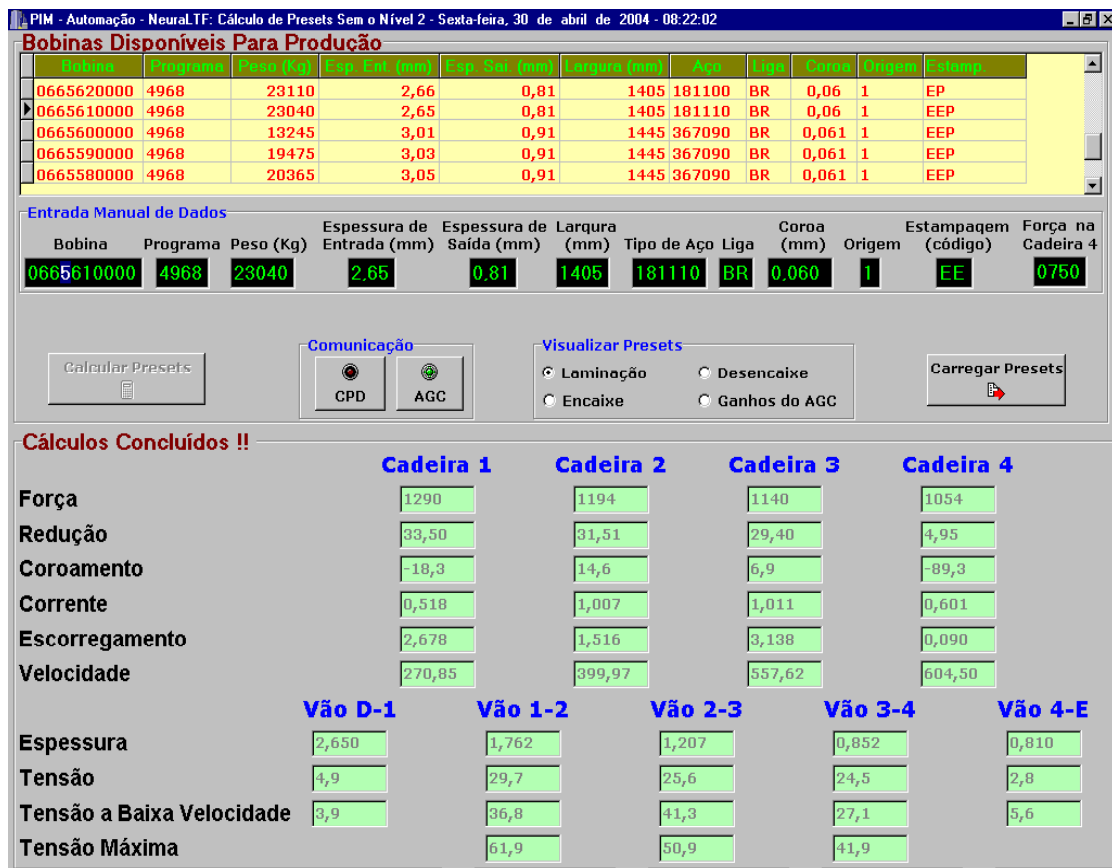 PIM - Automação - NeuraLTF: Cálculo de Presets Sem o Nível 2 - Sexta-feira, 30 de abril de 2004 - 08:22:02
Bobinas Disponíveis Para Produção
Bobina Programa Peso (Kg) Esp. Ent. (mm) Esp. Sai. (mm) Largura (mm) Aço Liga Coroa Origem Estamp.
0665620000 4968 23110 2,66 0,81 1405 181100 BR 0,06 1 EP
0665610000 4968 23040 2,65 0,81 1405 181110 BR 0,06 1 EEP
0665600000 4968 13245 3,01 0,91 1445 367090 BR 0,061 1 EEP
0665590000 4968 19475 3,03 0,91 1445 367090 BR 0,061 1 EEP
0665580000 4968 20365 3,05 0,91 1445 367090 BR 0,061 1 EEP
Entrada Manual de Dados
Espessura de Espessura de Largura Coroa Estampagem Força na
Bobina Programa Peso (Kg) Entrada (mm) Saída (mm) (mm) Tipo de Aço Liga (mm) Origem (código) Cadeira 4
0665610000 4968 23040 2,65 0,81 1405 181110 BR 0,060 1 EE 0750
Comunicação Visualizar Presets
Calcular Presets Laminação Desencaixe Carregar Presets
CPD AGC Encaixe Ganhos do AGC
Cálculos Concluídos !!
Cadeira 1 Cadeira 2 Cadeira 3 Cadeira 4
Força 1290 1194 1140 1054
Redução 33,50 31,51 29,40 4,95
Coroamento -18,3 14,6 6,9 -89,3
Corrente 0,518 1,007 1,011 0,601
Escorregamento 2,678 1,516 3,138 0,090
Velocidade 270,85 399,97 557,62 604,50
Vão D-1 Vão 1-2 Vão 2-3 Vão 3-4 Vão 4-E
Espessura 2,650 1,762 1,207 0,852 0,810
Tensão 4,9 29,7 25,6 24,5 2,8
Tensão a Baixa Velocidade 3,9 36,8 41,3 27,1 5,6
Tensão Máxima 61,9 50,9 41,9